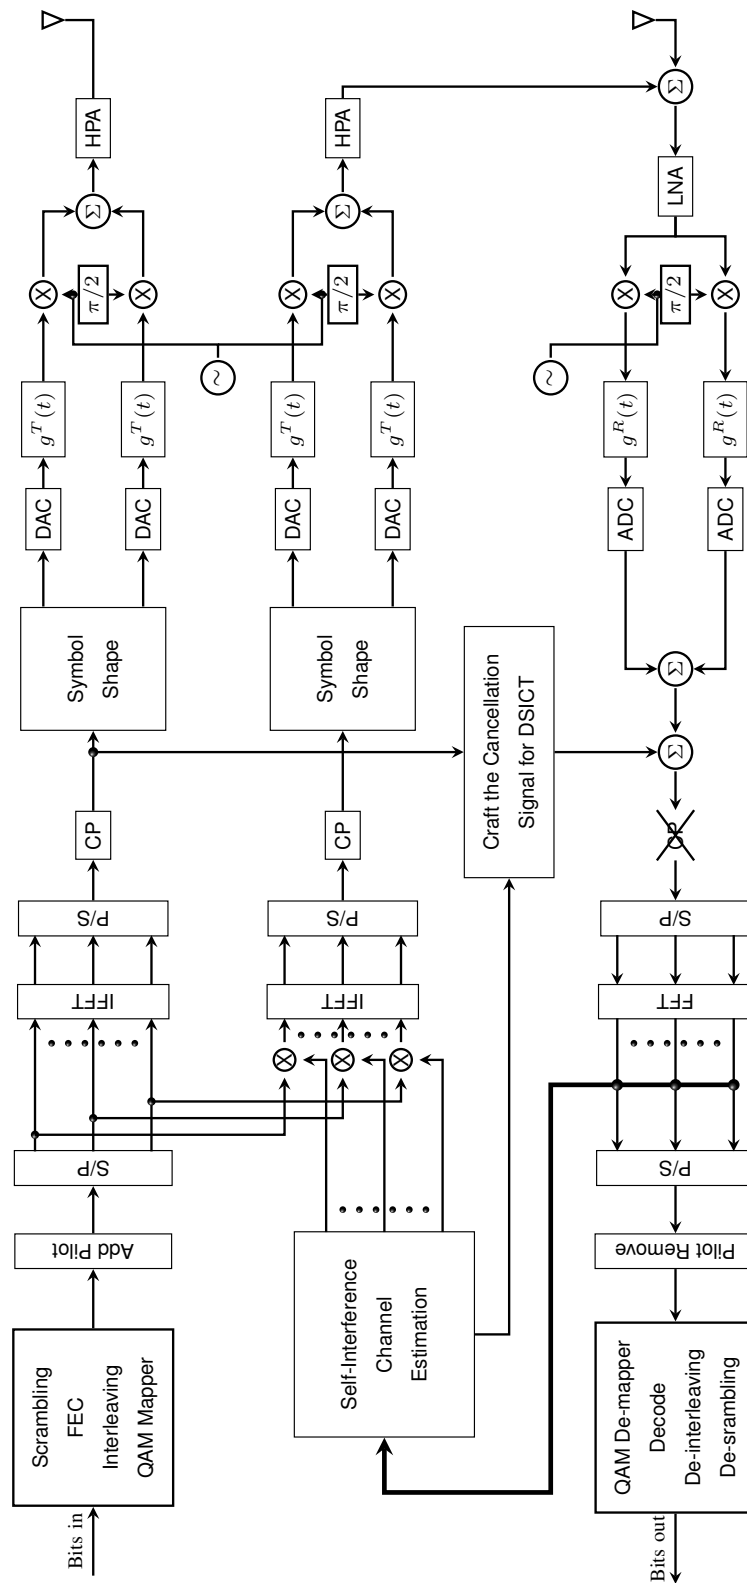 Bits in
Scrambling
FEC
Interleaving
QAM Mapper
Add Pilot
S/P
IFFT
P/S
CP
Symbol
Shape
DAC
DAC
g^T(t)
g^T(t)
X
X
π/2
Σ
HPA
~
Self-Interference
Channel
Estimation
X
X
X
IFFT
P/S
CP
Symbol
Shape
DAC
DAC
g^T(t)
g^T(t)
X
X
π/2
Σ
HPA
Craft the Cancellation
Signal for DSICT
Σ
LNA
X
X
π/2
~
g^R(t)
g^R(t)
ADC
ADC
Σ
Σ
CP
S/P
FFT
P/S
Pilot Remove
QAM De-mapper
Decode
De-interleaving
De-srambling
Bits out